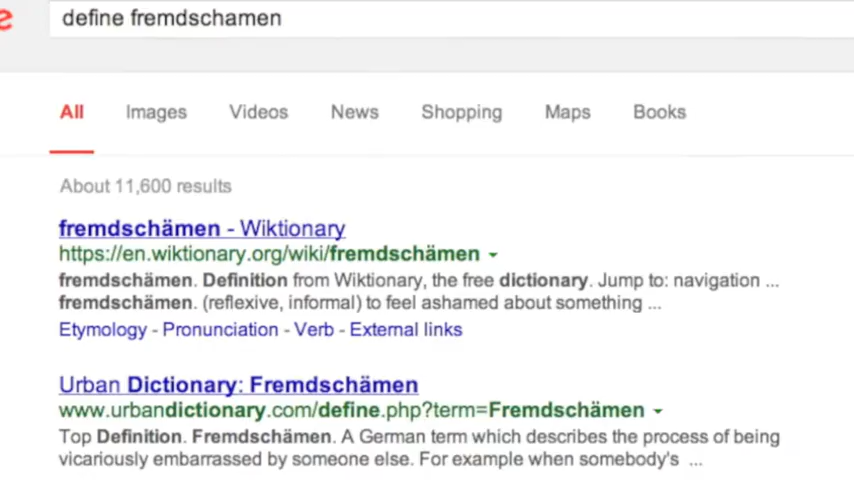 e define fremdschamen
All Images Videos News Shopping Maps Books
About 11,600 results
fremdschämen - Wiktionary
https://en.wiktionary.org/wiki/fremdschämen
fremdschämen. Definition from Wiktionary, the free dictionary. Jump to: navigation ...
fremdschämen. (reflexive, informal) to feel ashamed about something ...
Etymology - Pronunciation - Verb - External links
Urban Dictionary: Fremdschämen
www.urbandictionary.com/define.php?term=Fremdschämen
Top Definition. Fremdschämen. A German term which describes the process of being
vicariously embarrassed by someone else. For example when somebody's ...